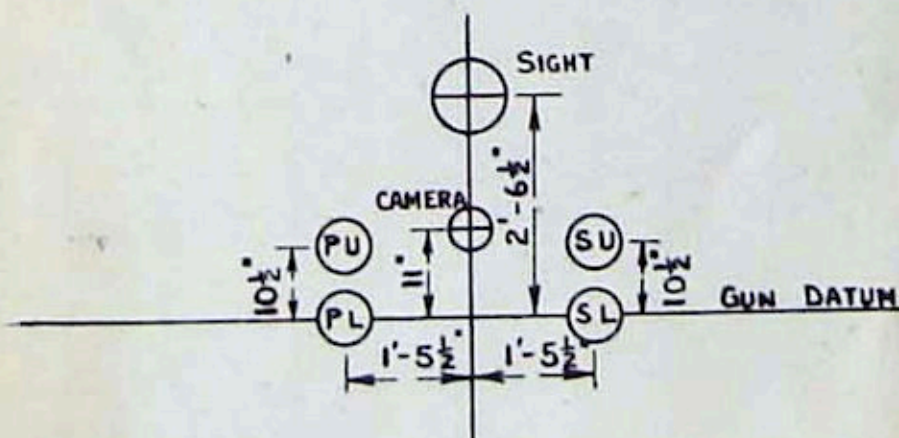 SIGHT
CAMERA
2'-6½"
PU
SU
10½"
11"
10½"
GUN DATUM
PL
SL
1'-5½"
1'-5½"